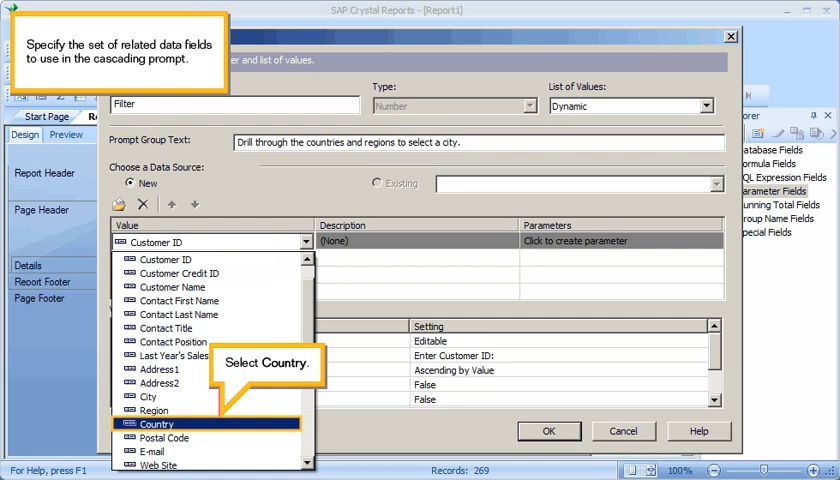 SAP Crystal Reports - [Report1]
Specify the set of related data fields
to use in the cascading prompt.
er and list of values.
Type:
List of Values:
Filter
Number
Dynamic
Start Page
Re
Design
Preview
Prompt Group Text:
Drill through the countries and regions to select a city.
Choose a Data Source:
New
Existing
Report Header
Page Header
Details
Report Footer
Page Footer
Value
Description
Parameters
Customer ID
(None)
Click to create parameter
Customer ID
Customer Credit ID
Customer Name
Contact First Name
Contact Last Name
Contact Title
Contact Position
Last Year's Sales
Address1
Address2
City
Region
Country
Postal Code
E-mail
Web Site
Select Country.
Setting
Editable
Enter Customer ID:
Ascending by Value
False
False
OK
Cancel
Help
orer
atabase Fields
ormula Fields
QL Expression Fields
arameter Fields
unning Total Fields
roup Name Fields
pecial Fields
For Help, press F1
Records: 269
100%